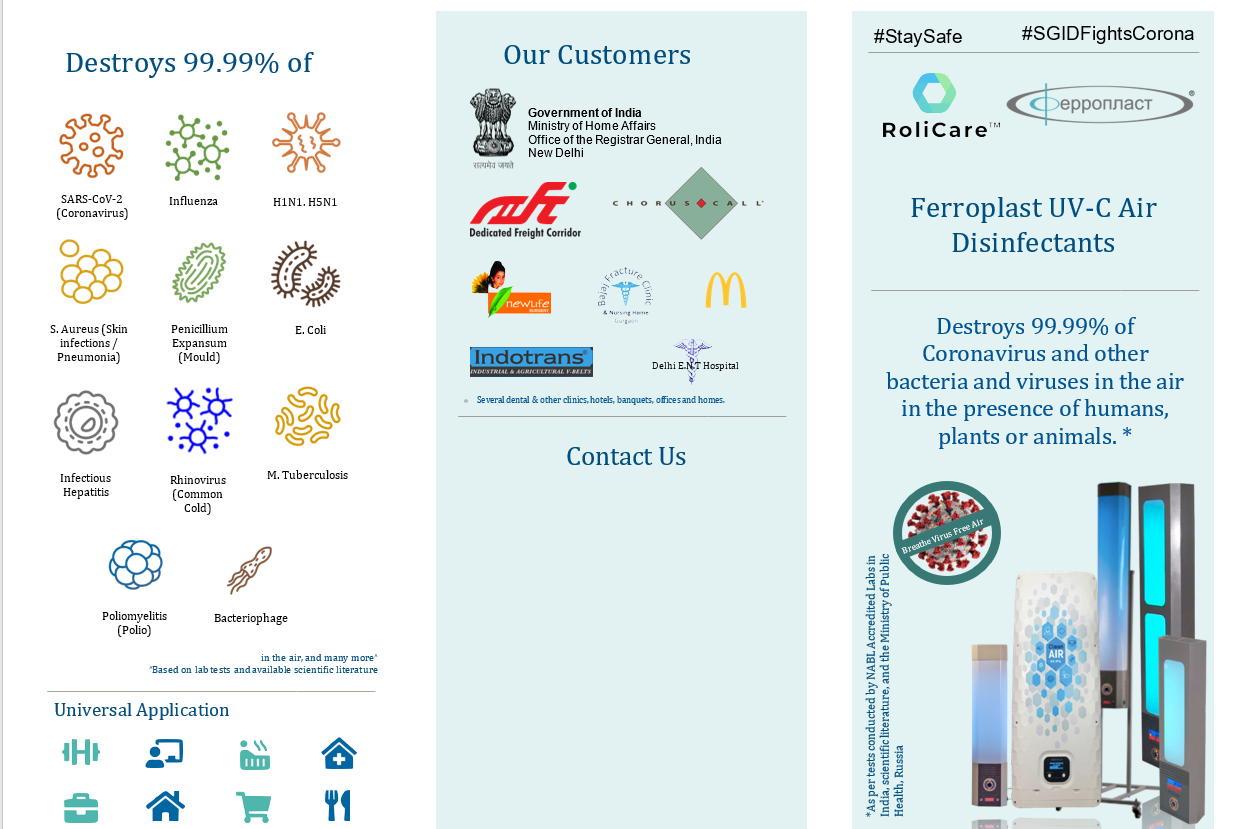 Destroys 99.99% of
SARS-CoV-2
(Coronavirus)
Influenza
H1N1. H5N1
S. Aureus (Skin
infections /
Pneumonia)
Penicillium
Expansum
(Mould)
E. Coli
Infectious
Hepatitis
Rhinovirus
(Common
Cold)
M. Tuberculosis
Poliomyelitis
(Polio)
Bacteriophage
in the air, and many more*
*Based on lab tests and available scientific literature
Universal Application
Our Customers
सत्यमेव जयते
Government of India
Ministry of Home Affairs
Office of the Registrar General, India
New Delhi
Dedicated Freight Corridor
CHORUS CALL
newlife
SURGERY
Bajaj Fracture Clinic
& Nursing Home
Gurgaon
Indotrans®
INDUSTRIAL & AGRICULTURAL V-BELTS
Delhi E.N.T Hospital
Several dental & other clinics, hotels, banquets, offices and homes.
Contact Us
#StaySafe
#SGIDFightsCorona
RoliCare™
Ферропласт®
Ferroplast UV-C Air
Disinfectants
Destroys 99.99% of
Coronavirus and other
bacteria and viruses in the air
in the presence of humans,
plants or animals. *
Breathe Virus Free Air
Clean
AIR
*As per tests conducted by NABL Accredited Labs in
India, scientific literature, and the Ministry of Public
Health, Russia